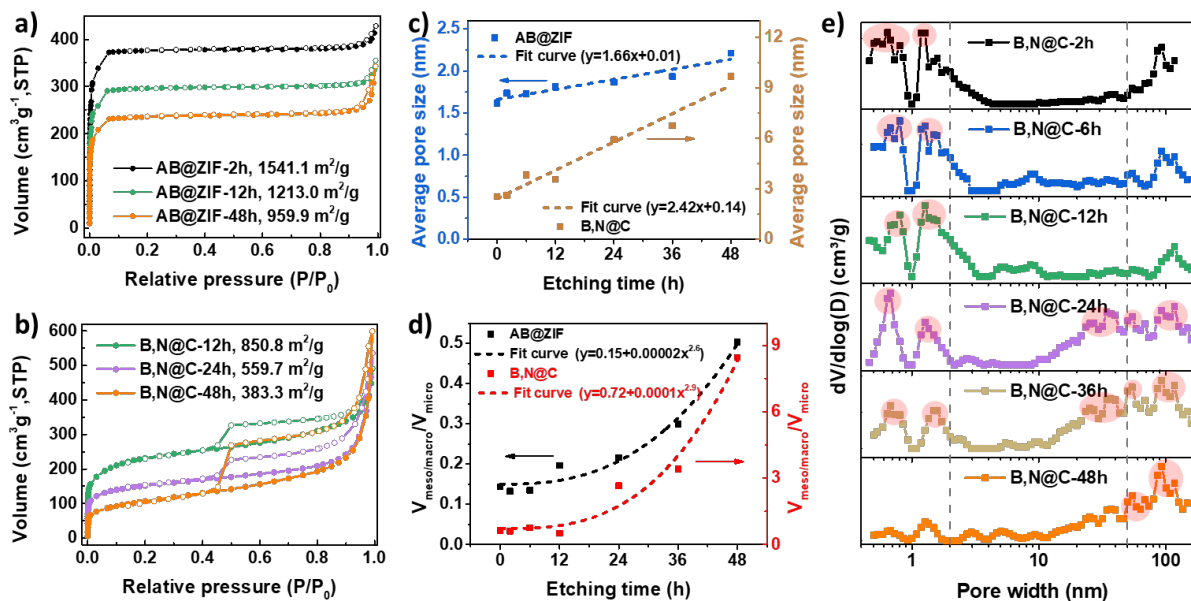 a)
Volume (cm³g⁻¹,STP)
400
300
200
100
0
AB@ZIF-2h, 1541.1 m²/g
AB@ZIF-12h, 1213.0 m²/g
AB@ZIF-48h, 959.9 m²/g
0.0 0.2 0.4 0.6 0.8 1.0
Relative pressure (P/P₀)
b)
Volume (cm³g⁻¹,STP)
600
500
400
300
200
100
0
B,N@C-12h, 850.8 m²/g
B,N@C-24h, 559.7 m²/g
B,N@C-48h, 383.3 m²/g
0.0 0.2 0.4 0.6 0.8 1.0
Relative pressure (P/P₀)
c)
Average pore size (nm)
2.5
2.0
1.5
1.0
0.5
0.0
AB@ZIF
Fit curve (y=1.66x+0.01)
Fit curve (y=2.42x+0.14)
B,N@C
12
9
6
3
0
Average pore size (nm)
0 12 24 36 48
Etching time (h)
d)
V meso/macro/V micro
0.5
0.4
0.3
0.2
0.1
0.0
AB@ZIF
Fit curve (y=0.15+0.00002x²·⁶)
B,N@C
Fit curve (y=0.72+0.0001x²·⁹)
9
6
3
0
V meso/macro/V micro
0 12 24 36 48
Etching time (h)
e)
dV/dlog(D) (cm³/g)
B,N@C-2h
B,N@C-6h
B,N@C-12h
B,N@C-24h
B,N@C-36h
B,N@C-48h
1 10 100
Pore width (nm)